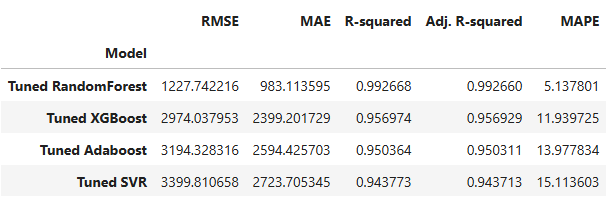 RMSE MAE R-squared Adj. R-squared MAPE
Model
Tuned RandomForest 1227.742216 983.113595 0.992668 0.992660 5.137801
Tuned XGBoost 2974.037953 2399.201729 0.956974 0.956929 11.939725
Tuned Adaboost 3194.328316 2594.425703 0.950364 0.950311 13.977834
Tuned SVR 3399.810658 2723.705345 0.943773 0.943713 15.113603